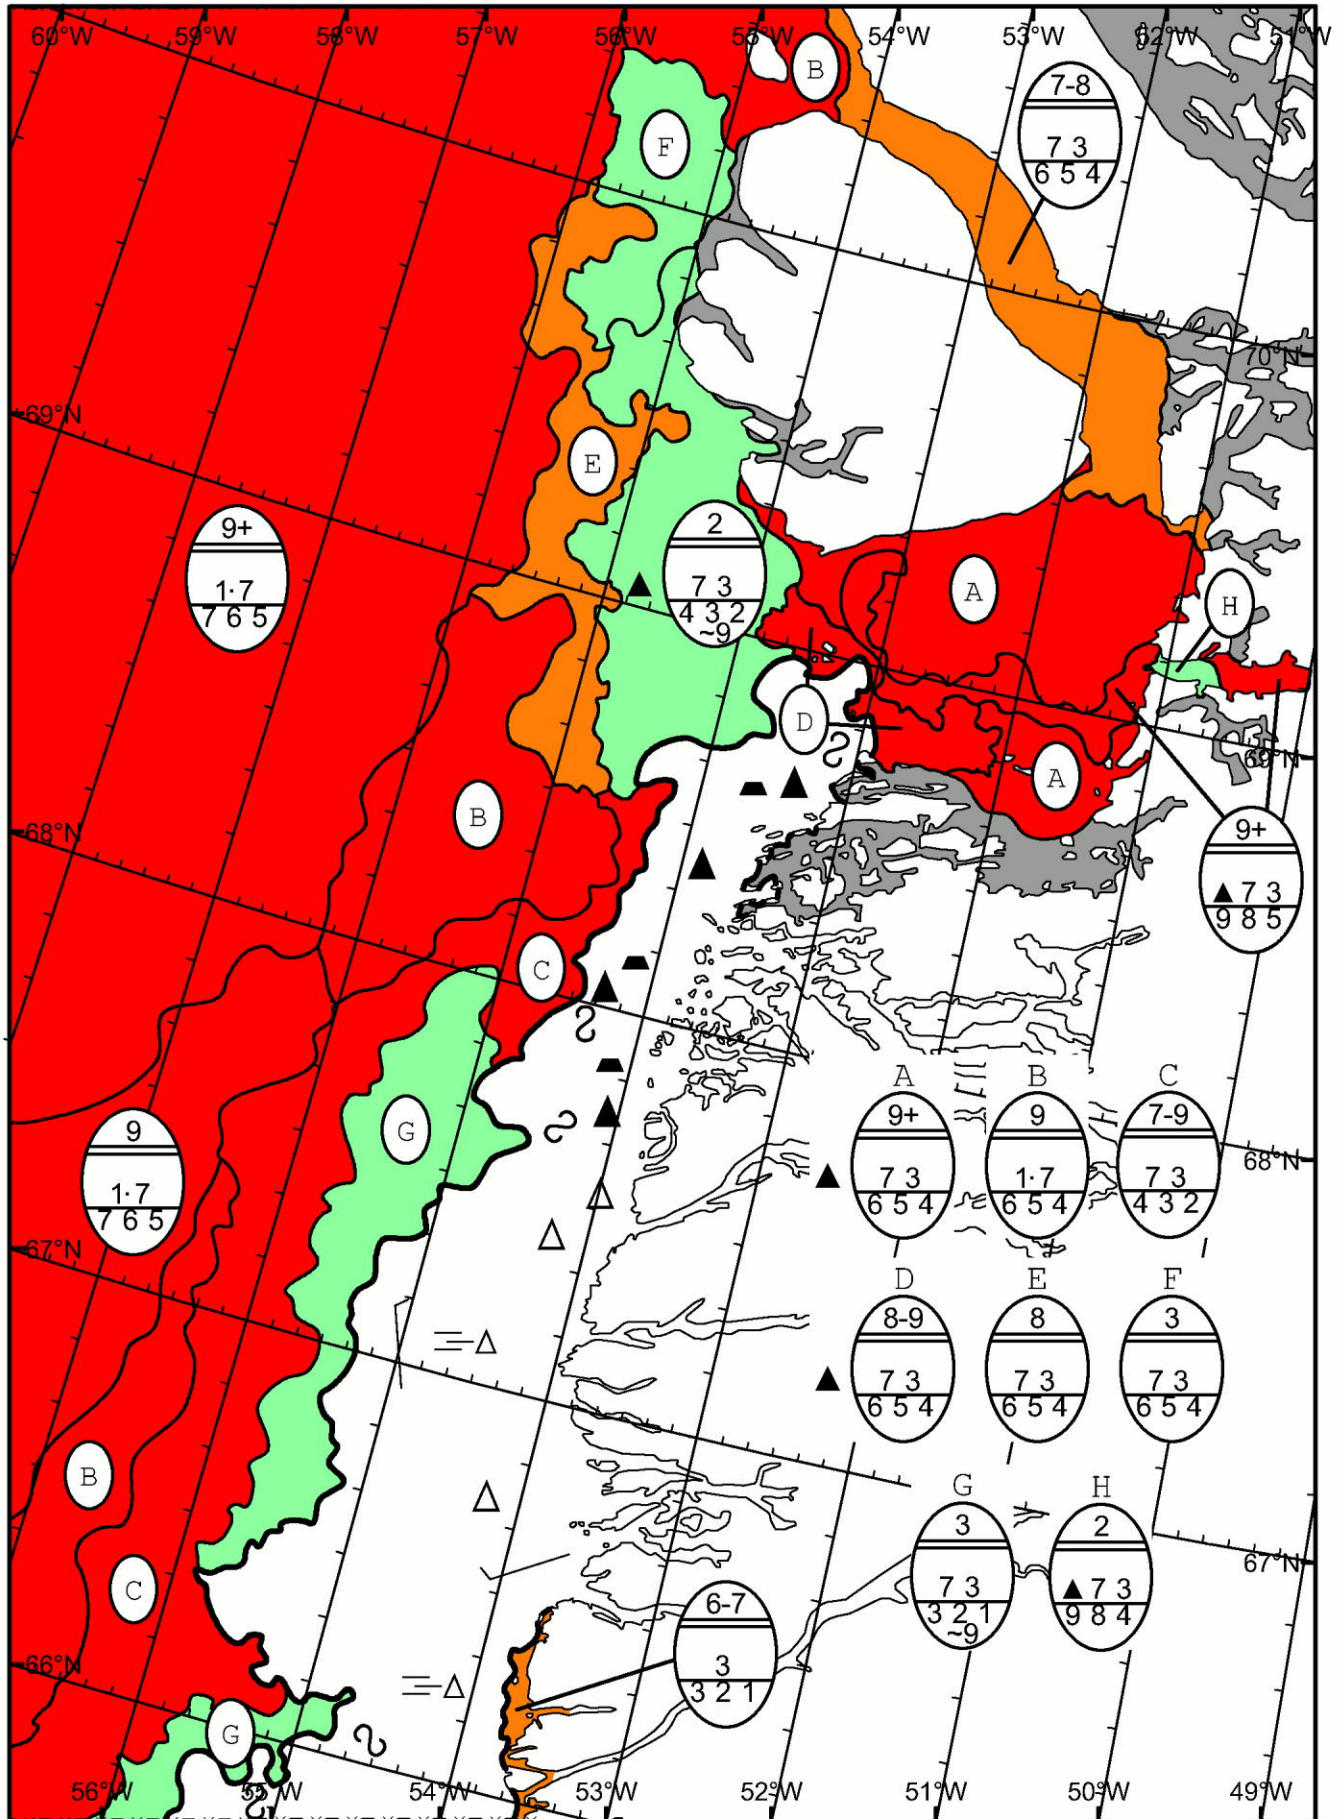 60°W 59°W 58°W 57°W 56°W 55°W 54°W 53°W 52°W 51°W
B
7-8
7 3
6 5 4
F
70°N
69°N
E
9+
1·7
7 6 5
2
7 3
4 3 2
~9
A
H
D
69°N
A
B
68°N
9+
▲ 7 3
9 8 5
C
A B C
9+ 9 7-9
7 3 1·7 7 3
6 5 4 6 5 4 4 3 2
G
9
1·7
7 6 5
68°N
67°N
D E F
8-9 8 3
7 3 7 3 7 3
6 5 4 6 5 4 6 5 4
B
G H
3 2
7 3 ▲ 7 3
3 2 1 9 8 4
~9
67°N
C
6-7
3
3 2 1
66°N
G
56°W 55°W 54°W 53°W 52°W 51°W 50°W 49°W